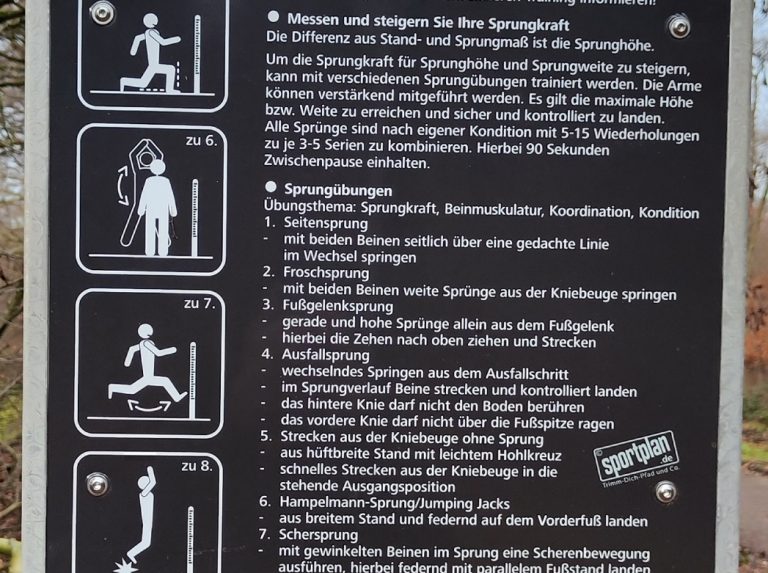 Training informieren!
● Messen und steigern Sie Ihre Sprungkraft
Die Differenz aus Stand- und Sprungmaß ist die Sprunghöhe.
Um die Sprungkraft für Sprunghöhe und Sprungweite zu steigern,
kann mit verschiedenen Sprungübungen trainiert werden. Die Arme
können verstärkend mitgeführt werden. Es gilt die maximale Höhe
bzw. Weite zu erreichen und sicher und kontrolliert zu landen.
Alle Sprünge sind nach eigener Kondition mit 5-15 Wiederholungen
zu je 3-5 Serien zu kombinieren. Hierbei 90 Sekunden
Zwischenpause einhalten.
● Sprungübungen
Übungsthema: Sprungkraft, Beinmuskulatur, Koordination, Kondition
1. Seitensprung
- mit beiden Beinen seitlich über eine gedachte Linie
im Wechsel springen
2. Froschsprung
- mit beiden Beinen weite Sprünge aus der Kniebeuge springen
3. Fußgelenksprung
- gerade und hohe Sprünge allein aus dem Fußgelenk
- hierbei die Zehen nach oben ziehen und Strecken
4. Ausfallsprung
- wechselndes Springen aus dem Ausfallschritt
- im Sprungverlauf Beine strecken und kontrolliert landen
- das hintere Knie darf nicht den Boden berühren
- das vordere Knie darf nicht über die Fußspitze ragen
5. Strecken aus der Kniebeuge ohne Sprung
- aus hüftbreite Stand mit leichtem Hohlkreuz
- schnelles Strecken aus der Kniebeuge in die
stehende Ausgangsposition
6. Hampelmann-Sprung/Jumping Jacks
- aus breitem Stand und federnd auf dem Vorderfuß landen
7. Schersprung
- mit gewinkelten Beinen im Sprung eine Scherenbewegung
ausführen, hierbei federnd mit parallelem Fußstand landen
zu 6.
zu 7.
zu 8.
sportplan
.de
Trimm-Dich-Pfad und Co.